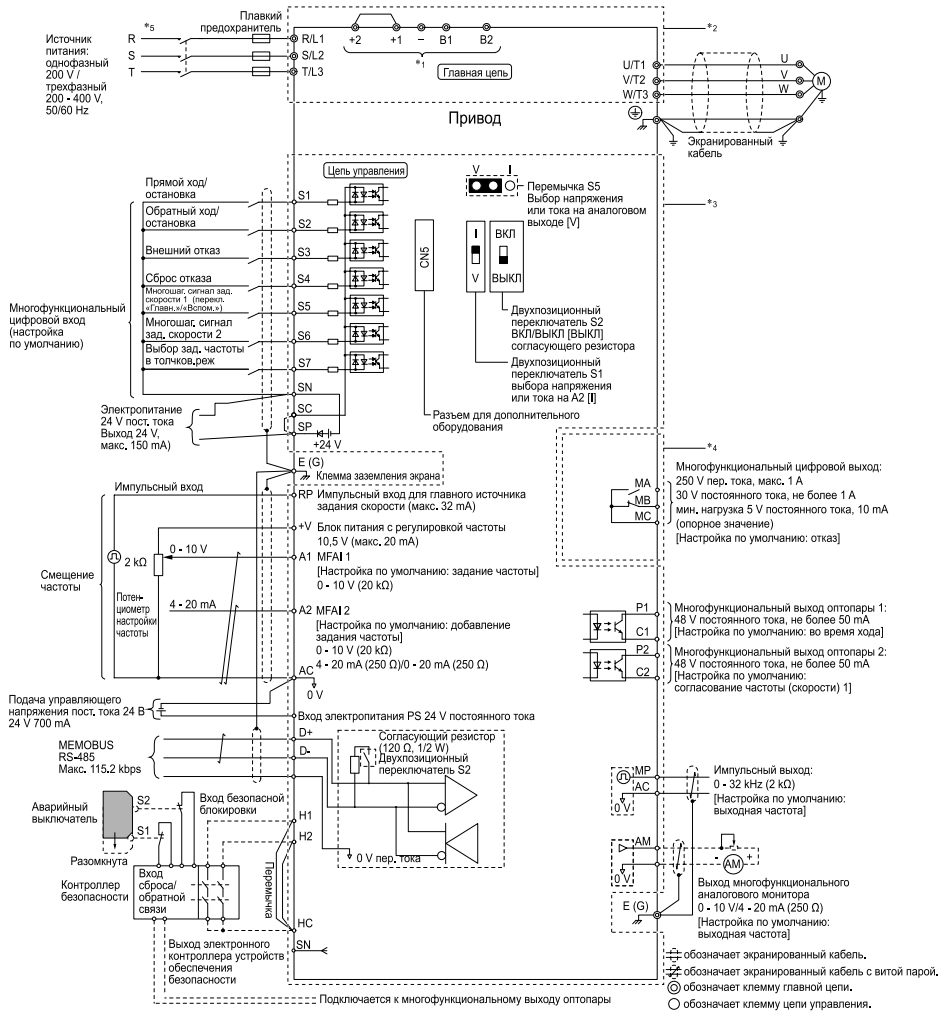 *5
Плавкий
предохранитель
Источник
питания:
однофазный
200 V /
трехфазный
200 - 400 V,
50/60 Hz
R
S
T
R/L1
S/L2
T/L3
+2
+1
−
B1
B2
*1
Главная цепь
*2
U/T1
V/T2
W/T3
U
V
W
M
Привод
Экранированный
кабель
Цепь управления
Прямой ход/
остановка
S1
Обратный ход/
остановка
S2
Внешний отказ
S3
Сброс отказа
S4
Многошаг. сигнал зад.
скорости 1 (перекл.
«Главн.»/«Вспом.»)
S5
Многошаг. сигнал
зад. скорости 2
S6
Выбор зад. частоты
в толчков.реж
S7
Многофункциональный
цифровой вход
(настройка
по умолчанию)
SN
SC
SP
+24 V
Электропитание
24 V пост. тока
Выход 24 V,
макс. 150 mA)
V
I
Перемычка S5
Выбор напряжения
или тока на аналоговом
выходе [V]
*3
CN5
I
V
ВКЛ
ВЫКЛ
Двухпозиционный
переключатель S2
ВКЛ/ВЫКЛ [ВЫКЛ]
согласующего резистора
Двухпозиционный
переключатель S1
выбора напряжения
или тока на A2 [I]
Разъем для дополнительного
оборудования
E (G)
Клемма заземления экрана
*4
MA
MB
MC
Многофункциональный цифровой выход:
250 V пер. тока, макс. 1 A
30 V постоянного тока, не более 1 A
мин. нагрузка 5 V постоянного тока, 10 mA
(опорное значение)
[Настройка по умолчанию: отказ]
Импульсный вход
RP
Импульсный вход для главного источника
задания скорости (макс. 32 mA)
+V
Блок питания с регулировкой частоты
10,5 V (макс. 20 mA)
0 - 10 V
2 kΩ
A1
MFAI 1
[Настройка по умолчанию: задание частоты]
0 - 10 V (20 kΩ)
Смещение
частоты
Потен-
циометр
настройки
частоты
4 - 20 mA
A2
MFAI 2
[Настройка по умолчанию: добавление
задания частоты]
0 - 10 V (20 kΩ)
4 - 20 mA (250 Ω)/0 - 20 mA (250 Ω)
AC
0 V
P1
C1
Многофункциональный выход оптопары 1:
48 V постоянного тока, не более 50 mA
[Настройка по умолчанию: во время хода]
P2
C2
Многофункциональный выход оптопары 2:
48 V постоянного тока, не более 50 mA
[Настройка по умолчанию:
согласование частоты (скорости) 1]
Подача управляющего
напряжения пост. тока 24 В
24 V 700 mA
Вход электропитания PS 24 V постоянного тока
MEMOBUS
RS-485
Макс. 115.2 kbps
D+
D-
Согласующий резистор
(120 Ω, 1/2 W)
Двухпозиционный
переключатель S2
0 V пер. тока
MP
AC
0 V
Импульсный выход:
0 - 32 kHz (2 kΩ)
[Настройка по умолчанию:
выходная частота]
AM
0 V
-
AM
+
E (G)
Выход многофункционального
аналогового монитора
0 - 10 V/4 - 20 mA (250 Ω)
[Настройка по умолчанию:
выходная частота]
Аварийный
выключатель
S2
S1
Разомкнута
Вход безопасной
блокировки
H1
H2
Перемычка
HC
SN
Контроллер
безопасности
Вход
сброса/
обратной
связи
Выход электронного
контроллера устройств
обеспечения
безопасности
Подключается к многофункциональному выходу оптопары
обозначает экранированный кабель.
обозначает экранированный кабель с витой парой.
обозначает клемму главной цепи.
обозначает клемму цепи управления.